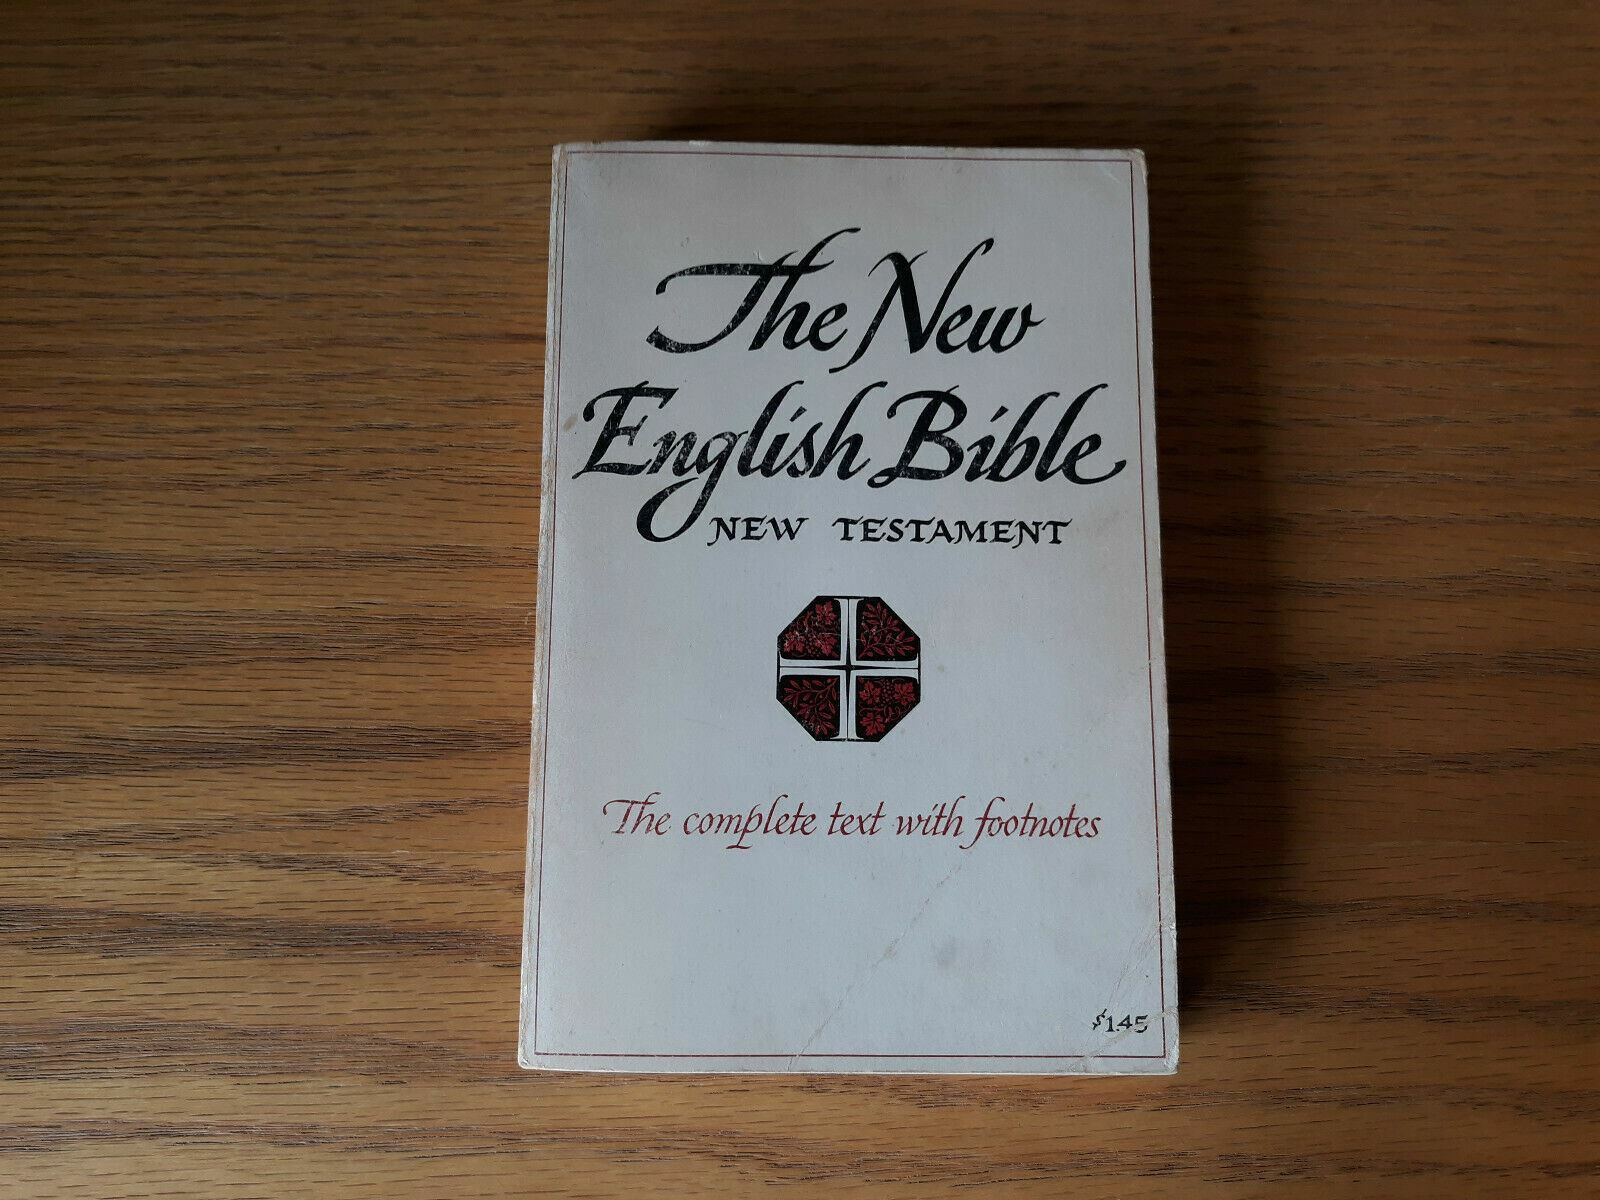 The New
English Bible
NEW TESTAMENT
The complete text with footnotes
$1.45